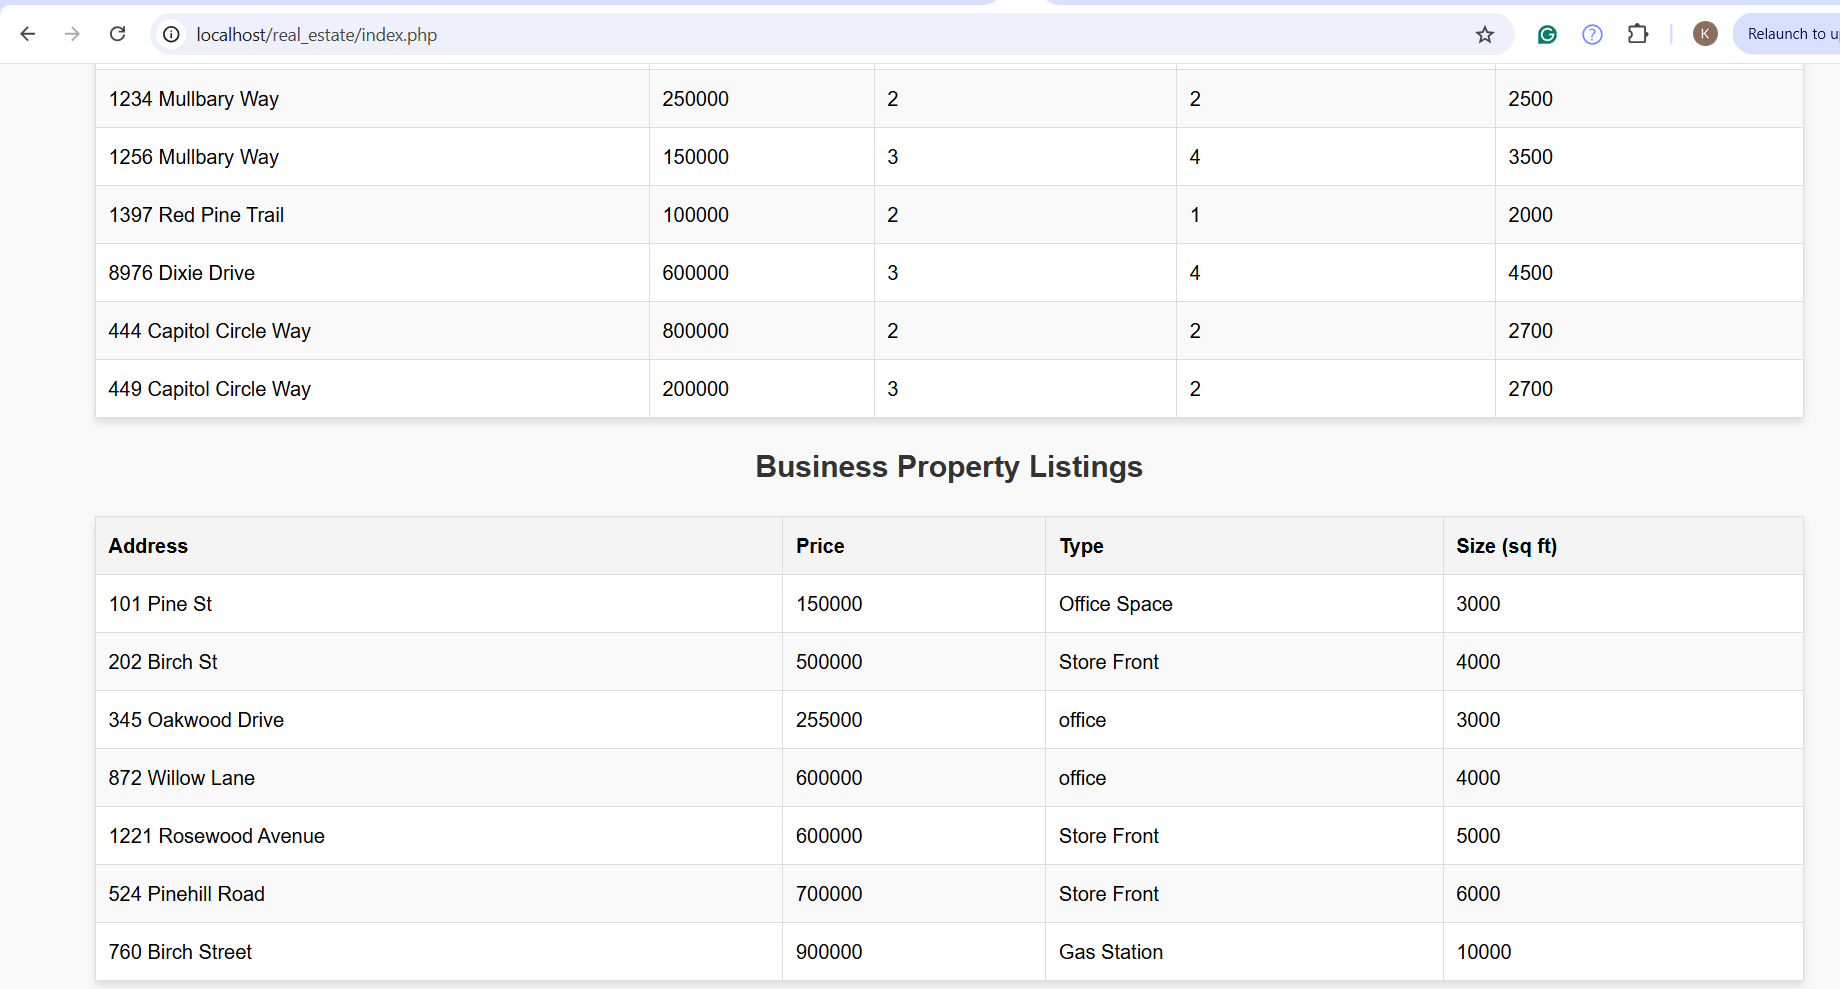 localhost/real_estate/index.php
K
Relaunch to u
1234 Mullbary Way 250000 2 2 2500
1256 Mullbary Way 150000 3 4 3500
1397 Red Pine Trail 100000 2 1 2000
8976 Dixie Drive 600000 3 4 4500
444 Capitol Circle Way 800000 2 2 2700
449 Capitol Circle Way 200000 3 2 2700
Business Property Listings
Address Price Type Size (sq ft)
101 Pine St 150000 Office Space 3000
202 Birch St 500000 Store Front 4000
345 Oakwood Drive 255000 office 3000
872 Willow Lane 600000 office 4000
1221 Rosewood Avenue 600000 Store Front 5000
524 Pinehill Road 700000 Store Front 6000
760 Birch Street 900000 Gas Station 10000